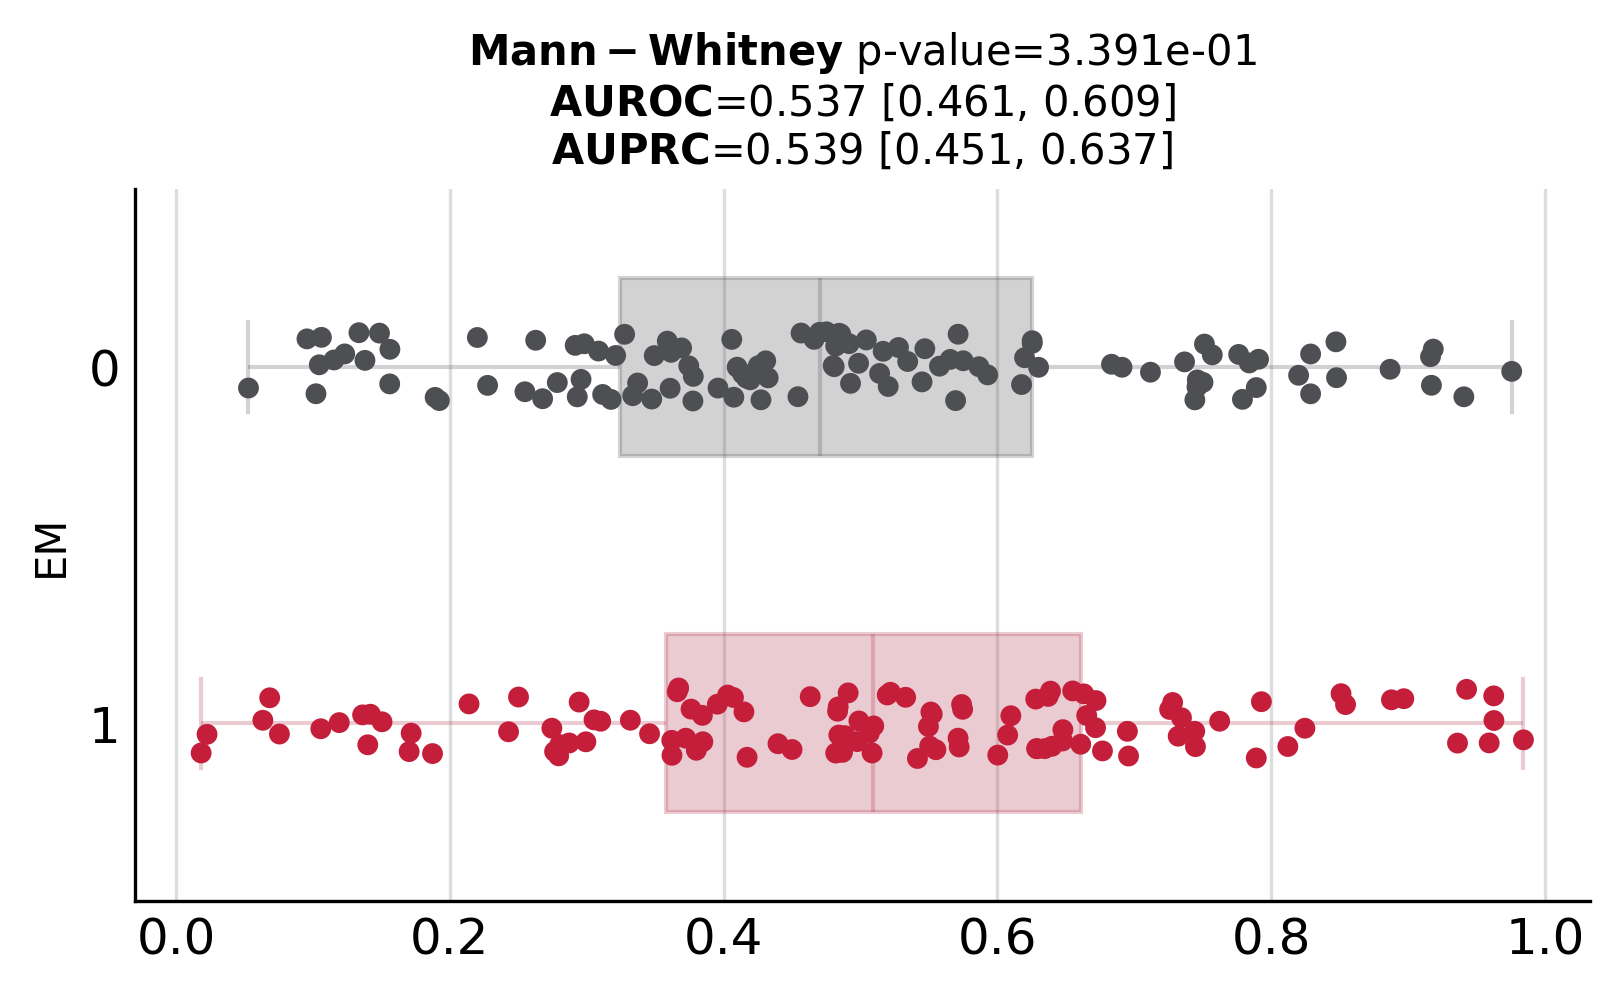 Mann − Whitney p-value=3.391e-01
AUROC=0.537 [0.461, 0.609]
AUPRC=0.539 [0.451, 0.637]
0
EM
1
0.0 0.2 0.4 0.6 0.8 1.0